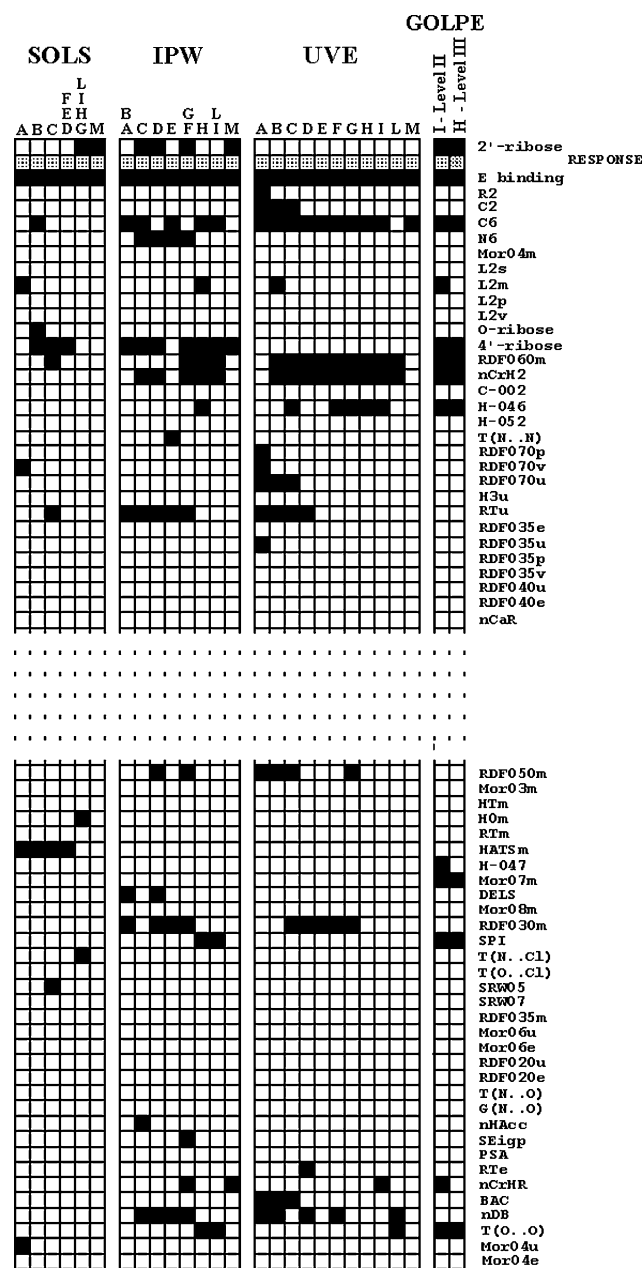 GOLPE
SOLS IPW UVE
I - Level II
H - Level III
L
I
F I B G L
E H A F I
A B C D G M
A C D E F H I M
A B C D E F G H I L M
2'-ribose
RESPONSE
E binding
R2
C2
C6
N6
Mor04m
L2s
L2m
L2p
L2v
O-ribose
4'-ribose
RDF060m
nCrH2
C-002
H-046
H-052
T(N..N)
RDF070p
RDF070v
RDF070u
H3u
RTu
RDF035e
RDF035u
RDF035p
RDF035v
RDF040u
RDF040e
nCaR
RDF050m
Mor03m
HTm
H0m
RTm
HATSm
H-047
Mor07m
DELS
Mor08m
RDF030m
SPI
T(N..Cl)
T(O..Cl)
SRW05
SRW07
RDF035m
Mor06u
Mor06e
RDF020u
RDF020e
T(N..O)
G(N..O)
nHAcc
SEigp
PSA
RTe
nCrHR
BAC
nDB
T(O..O)
Mor04u
Mor04e